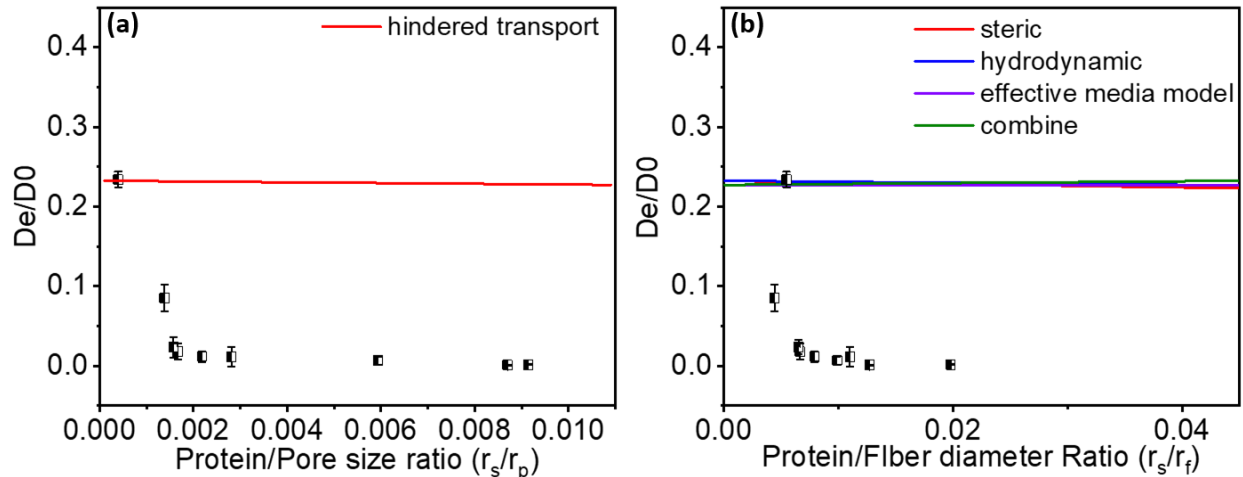 (a)
hindered transport
0.4
0.3
0.2
0.1
0.0
De/D0
0.000 0.002 0.004 0.006 0.008 0.010
Protein/Pore size ratio (rs/rp)
(b)
steric
hydrodynamic
effective media model
combine
0.4
0.3
0.2
0.1
0.0
De/D0
0.00 0.02 0.04
Protein/FIber diameter Ratio (rs/rf)